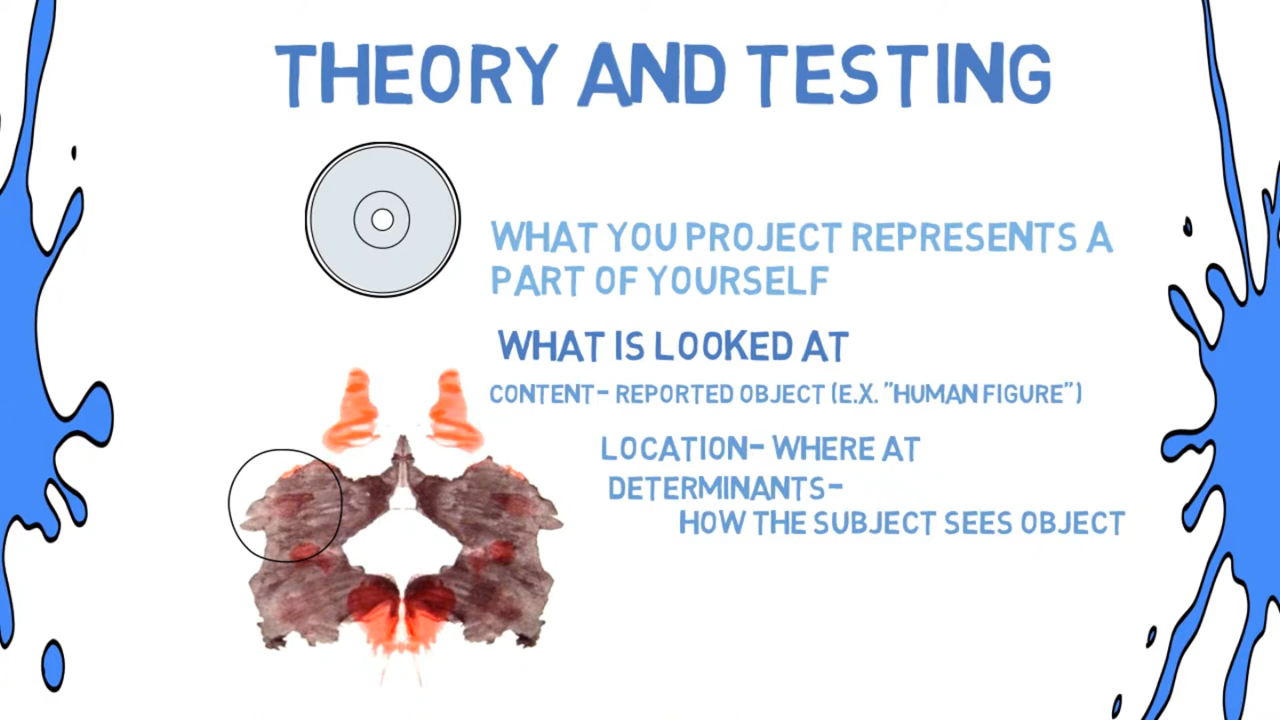 THEORY AND TESTING
WHAT YOU PROJECT REPRESENTS A
PART OF YOURSELF
WHAT IS LOOKED AT
CONTENT- REPORTED OBJECT (E.X. "HUMAN FIGURE")
LOCATION- WHERE AT
DETERMINANTS-
HOW THE SUBJECT SEES OBJECT